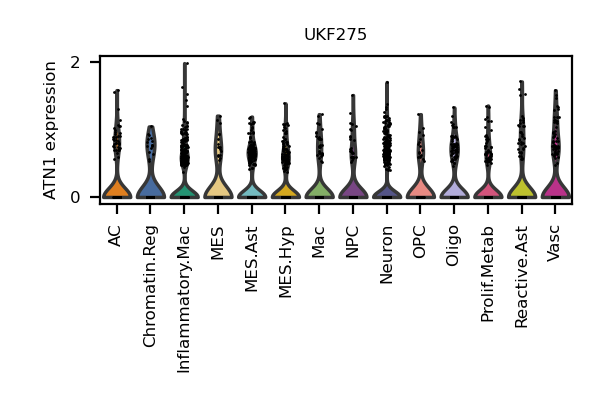 UKF275
ATN1 expression
2
0
AC
Chromatin.Reg
Inflammatory.Mac
MES
MES.Ast
MES.Hyp
Mac
NPC
Neuron
OPC
Oligo
Prolif.Metab
Reactive.Ast
Vasc